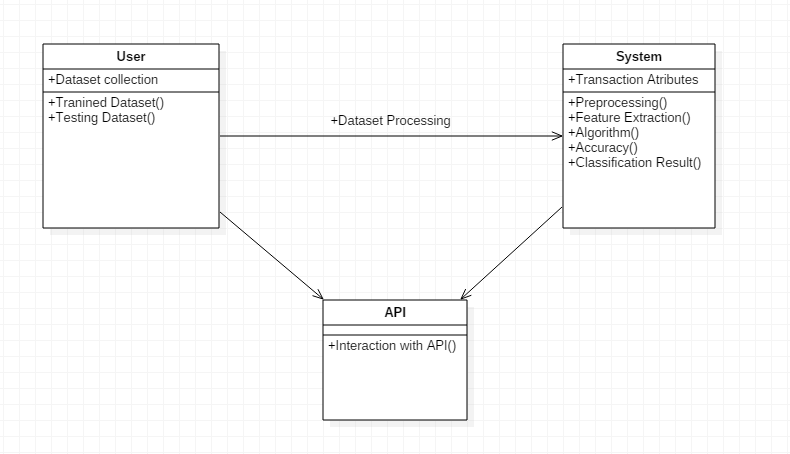 User
+Dataset collection
+Tranined Dataset()
+Testing Dataset()
+Dataset Processing
System
+Transaction Atributes
+Preprocessing()
+Feature Extraction()
+Algorithm()
+Accuracy()
+Classification Result()
API
+Interaction with API()